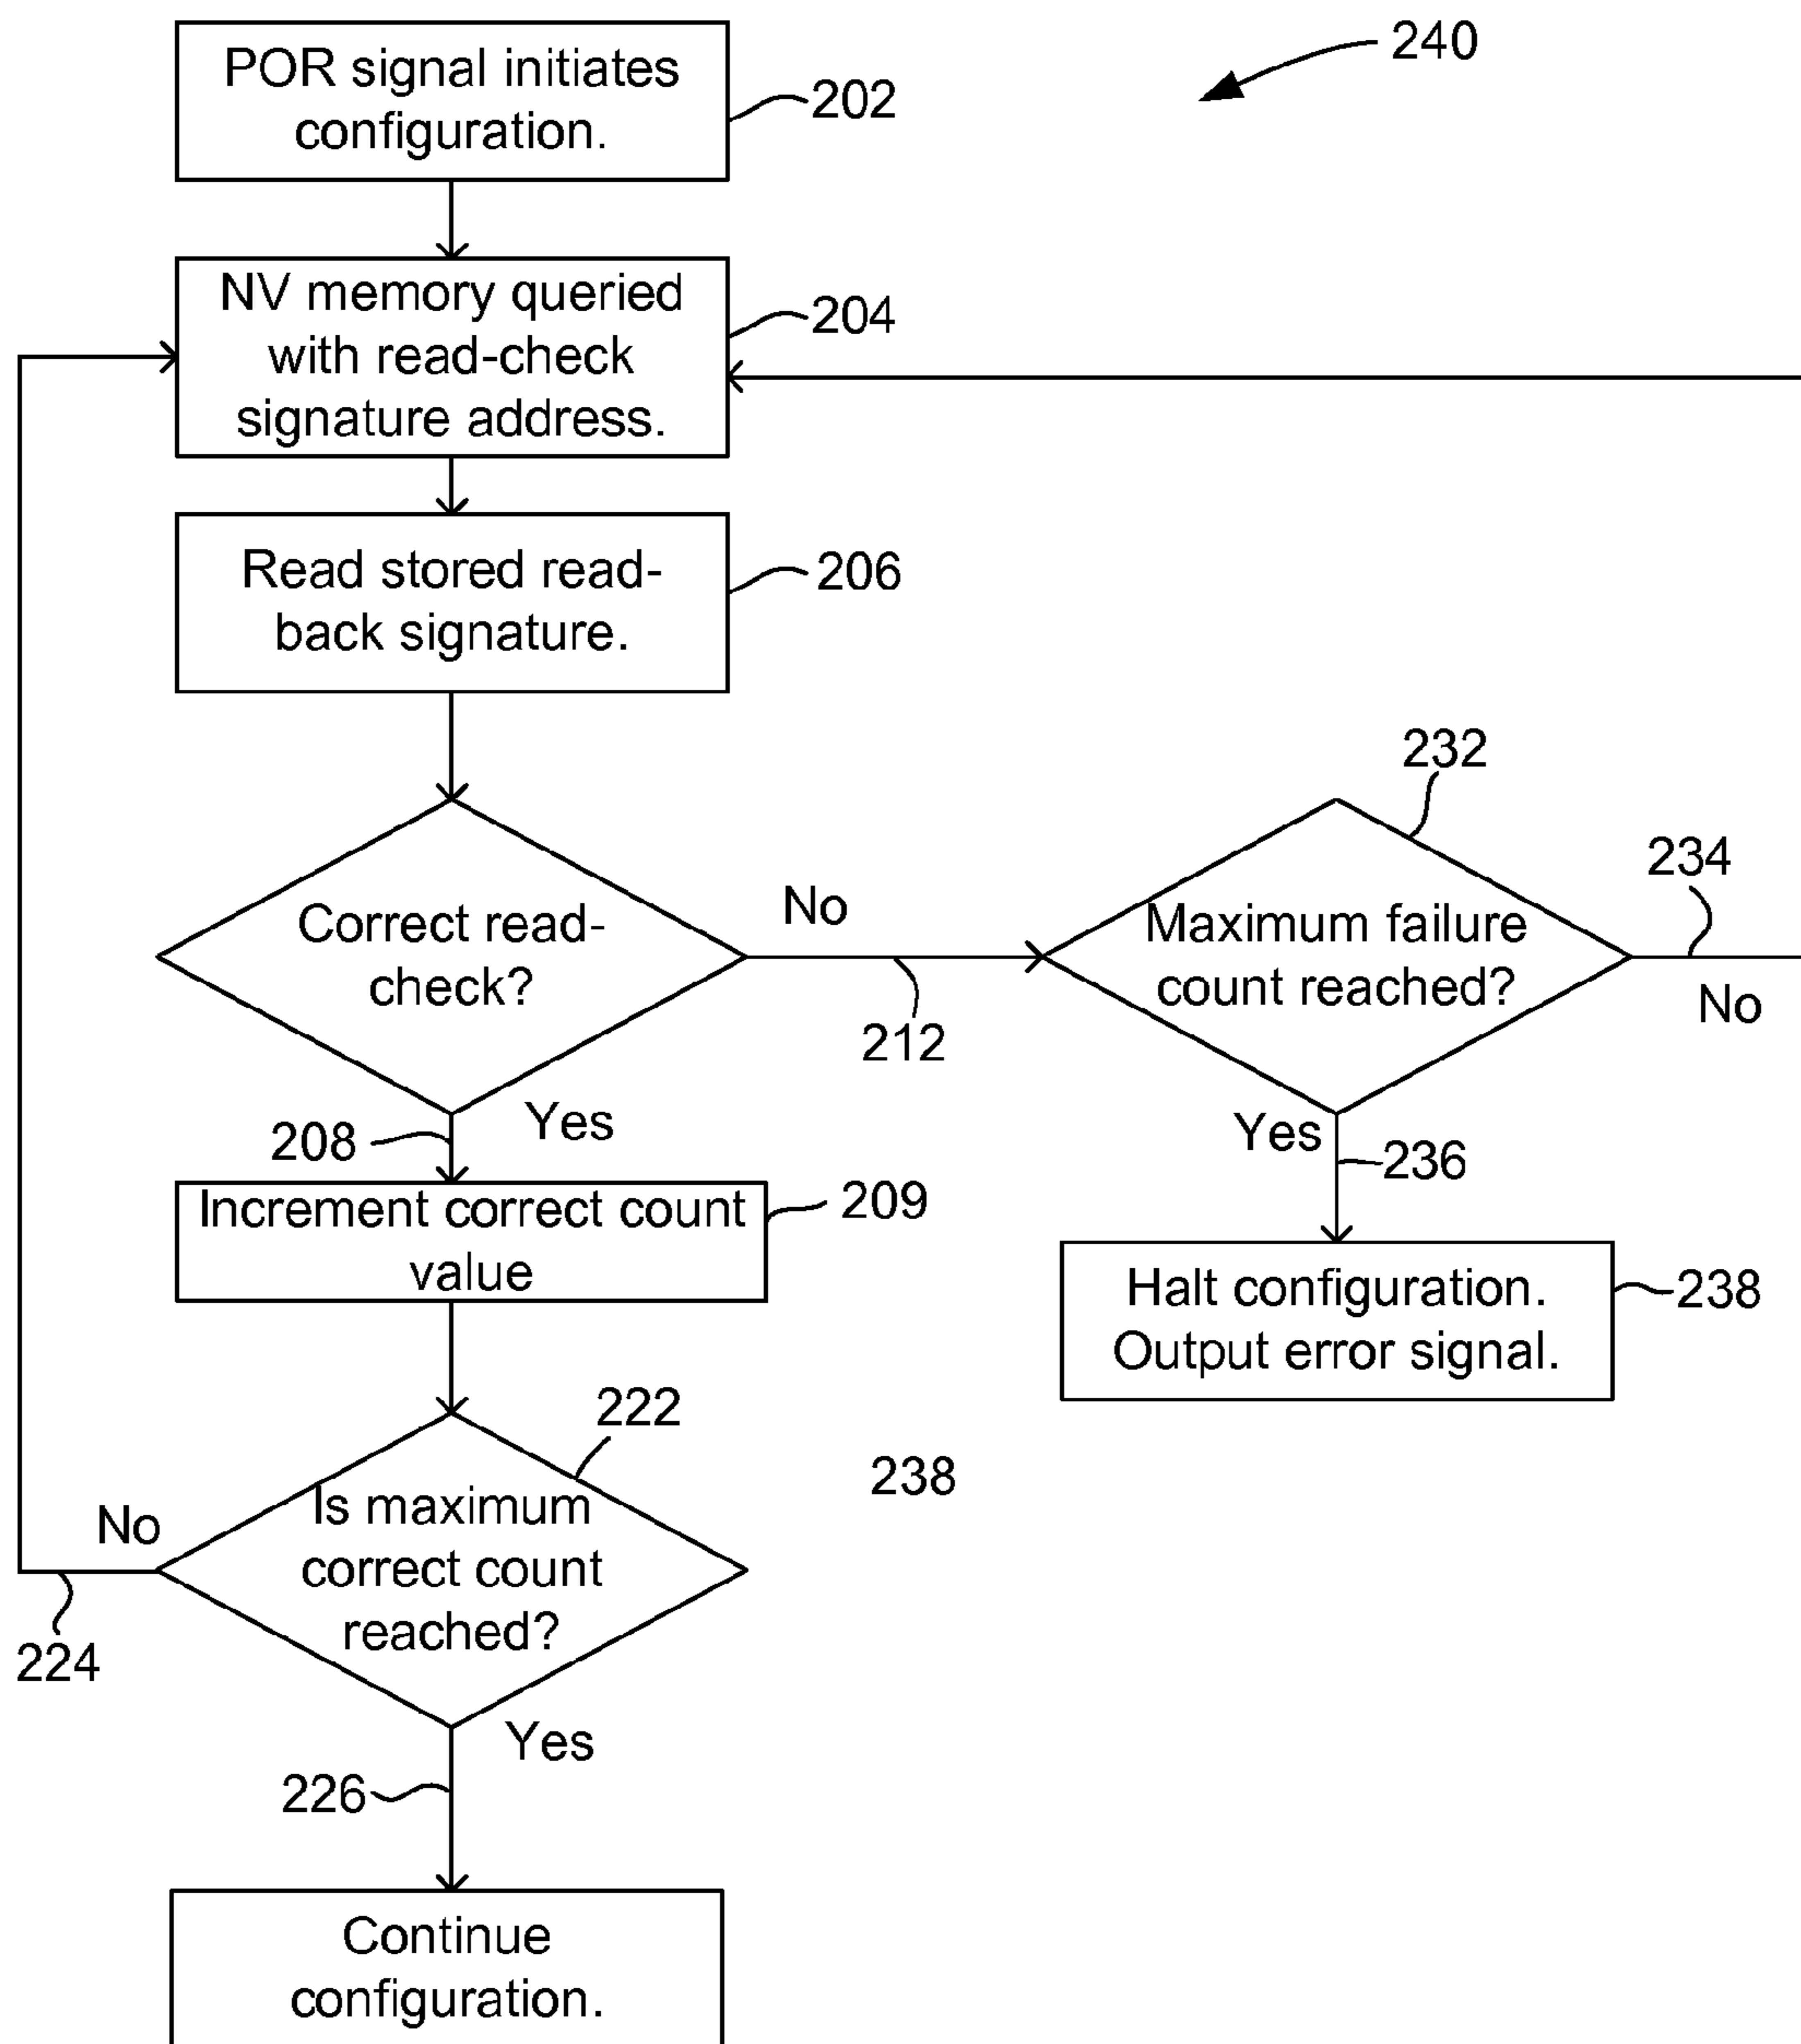 240
POR signal initiates
configuration.
202
NV memory queried
with read-check
signature address.
204
Read stored read-
back signature.
206
232
234
Correct read-
check?
No
212
Maximum failure
count reached?
No
208
Yes
Yes
236
Increment correct count
value
209
Halt configuration.
Output error signal.
238
222
238
Is maximum
correct count
reached?
No
224
Yes
226
Continue
configuration.